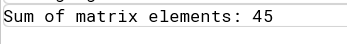 Sum of matrix elements: 45